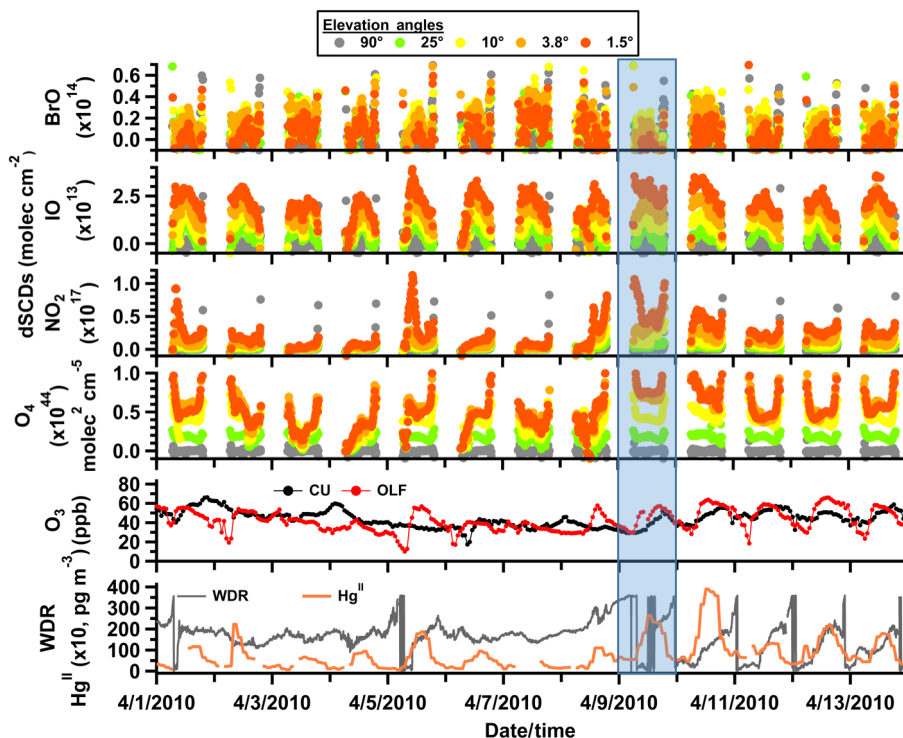 Elevation angles
90° 25° 10° 3.8° 1.5°
dSCDs (molec cm⁻²)
BrO
(x10¹⁴)
0.6
0.4
0.2
0.0
IO
(x10¹³)
2.5
0.0
NO₂
(x10¹⁷)
1.0
0.5
0.0
O₄
(x10⁴⁴)
molec² cm⁻⁵
1.0
0.5
0.0
O₃
(ppb)
80
60
40
20
0
CU OLF
WDR
Hg^II (x10, pg m⁻³)
400
300
200
100
0
WDR Hg^II
4/1/2010 4/3/2010 4/5/2010 4/7/2010 4/9/2010 4/11/2010 4/13/2010
Date/time